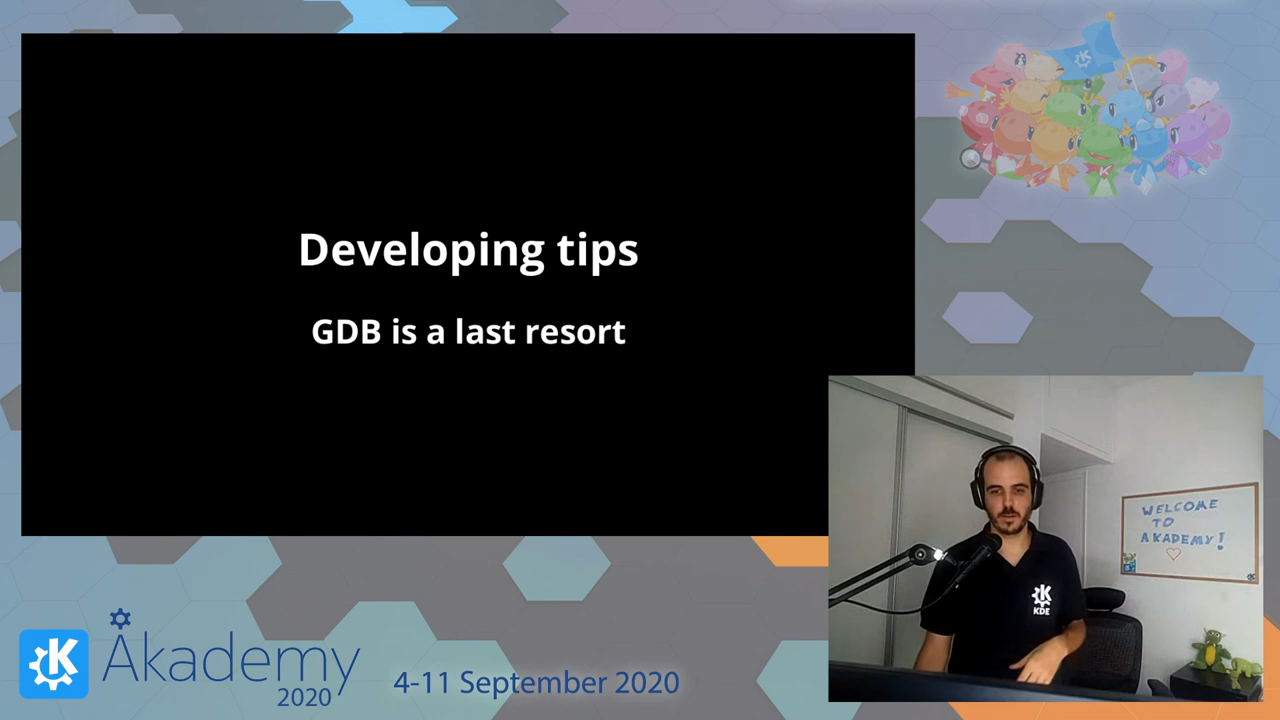 Developing tips
GDB is a last resort
WELCOME
TO
AKADEMY!
KDE
Akademy
2020
4-11 September 2020